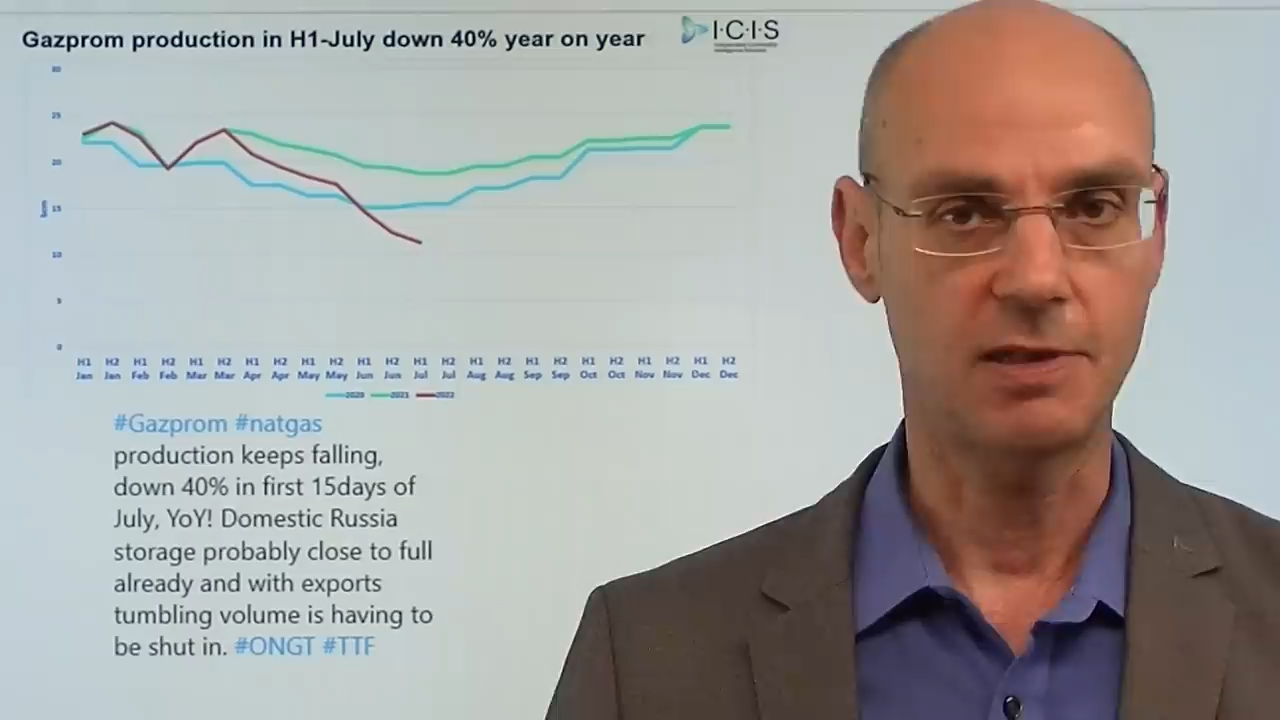 Gazprom production in H1-July down 40% year on year
I·C·I·S
30
25
20
15
10
5
0
bcm
H1 H2 H1 H2 H1 H2 H1 H2 H1 H2 H1 H2 H1 H2 H1 H2 H1 H2 H1 H2 H1 H2 H1 H2
Jan Jan Feb Feb Mar Mar Apr Apr May May Jun Jun Jul Jul Aug Aug Sep Sep Oct Oct Nov Nov Dec Dec
2020 2021 2022
#Gazprom #natgas
production keeps falling,
down 40% in first 15days of
July, YoY! Domestic Russia
storage probably close to full
already and with exports
tumbling volume is having to
be shut in. #ONGT #TTF